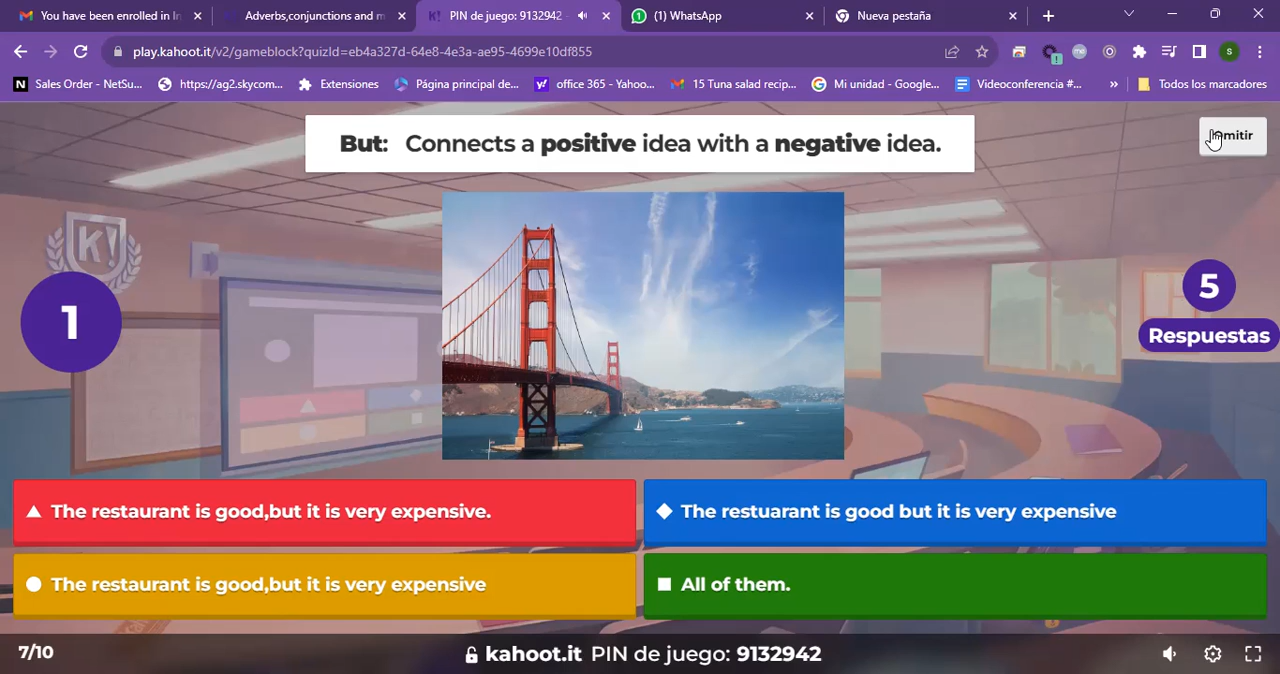 You have been enrolled in In
Adverbs,conjunctions and m
PIN de juego: 9132942
(1) WhatsApp
Nueva pestaña
play.kahoot.it/v2/gameblock?quizId=eb4a327d-64e8-4e3a-ae95-4699e10df855
S
N Sales Order - NetSu...
https://ag2.skycom...
Extensiones
Página principal de...
office 365 - Yahoo...
15 Tuna salad recip...
Mi unidad - Google...
Videoconferencia #...
»
Todos los marcadores
But: Connects a positive idea with a negative idea.
K!
1
5
Respuestas
The restaurant is good,but it is very expensive.
The restuarant is good but it is very expensive
The restaurant is good,but it is very expensive
All of them.
7/10
kahoot.it PIN de juego: 9132942